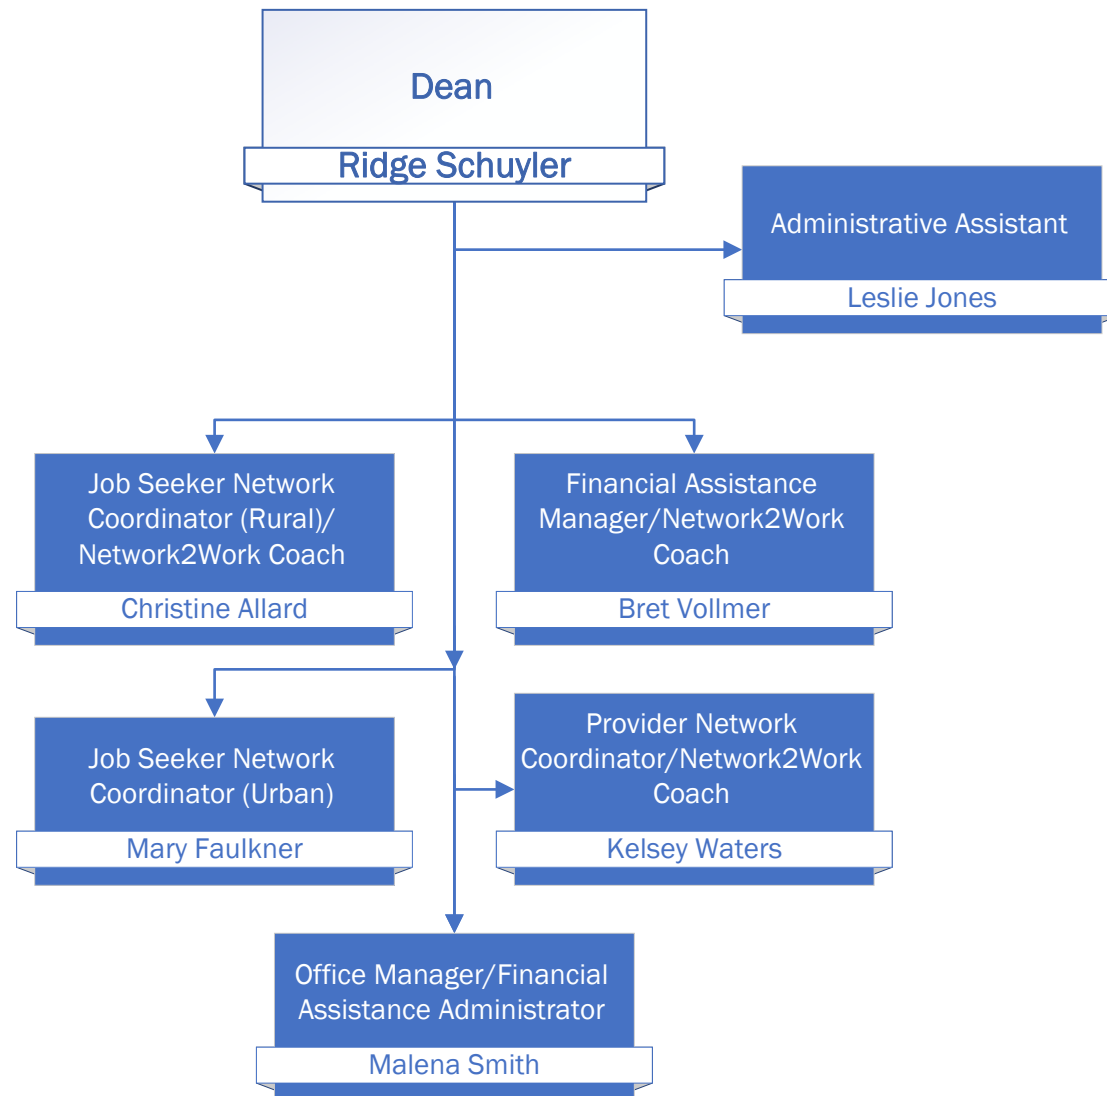 Dean
Ridge Schuyler
Administrative Assistant
Leslie Jones
Job Seeker Network
Coordinator (Rural)/
Network2Work Coach
Christine Allard
Financial Assistance
Manager/Network2Work
Coach
Bret Vollmer
Job Seeker Network
Coordinator (Urban)
Mary Faulkner
Provider Network
Coordinator/Network2Work
Coach
Kelsey Waters
Office Manager/Financial
Assistance Administrator
Malena Smith